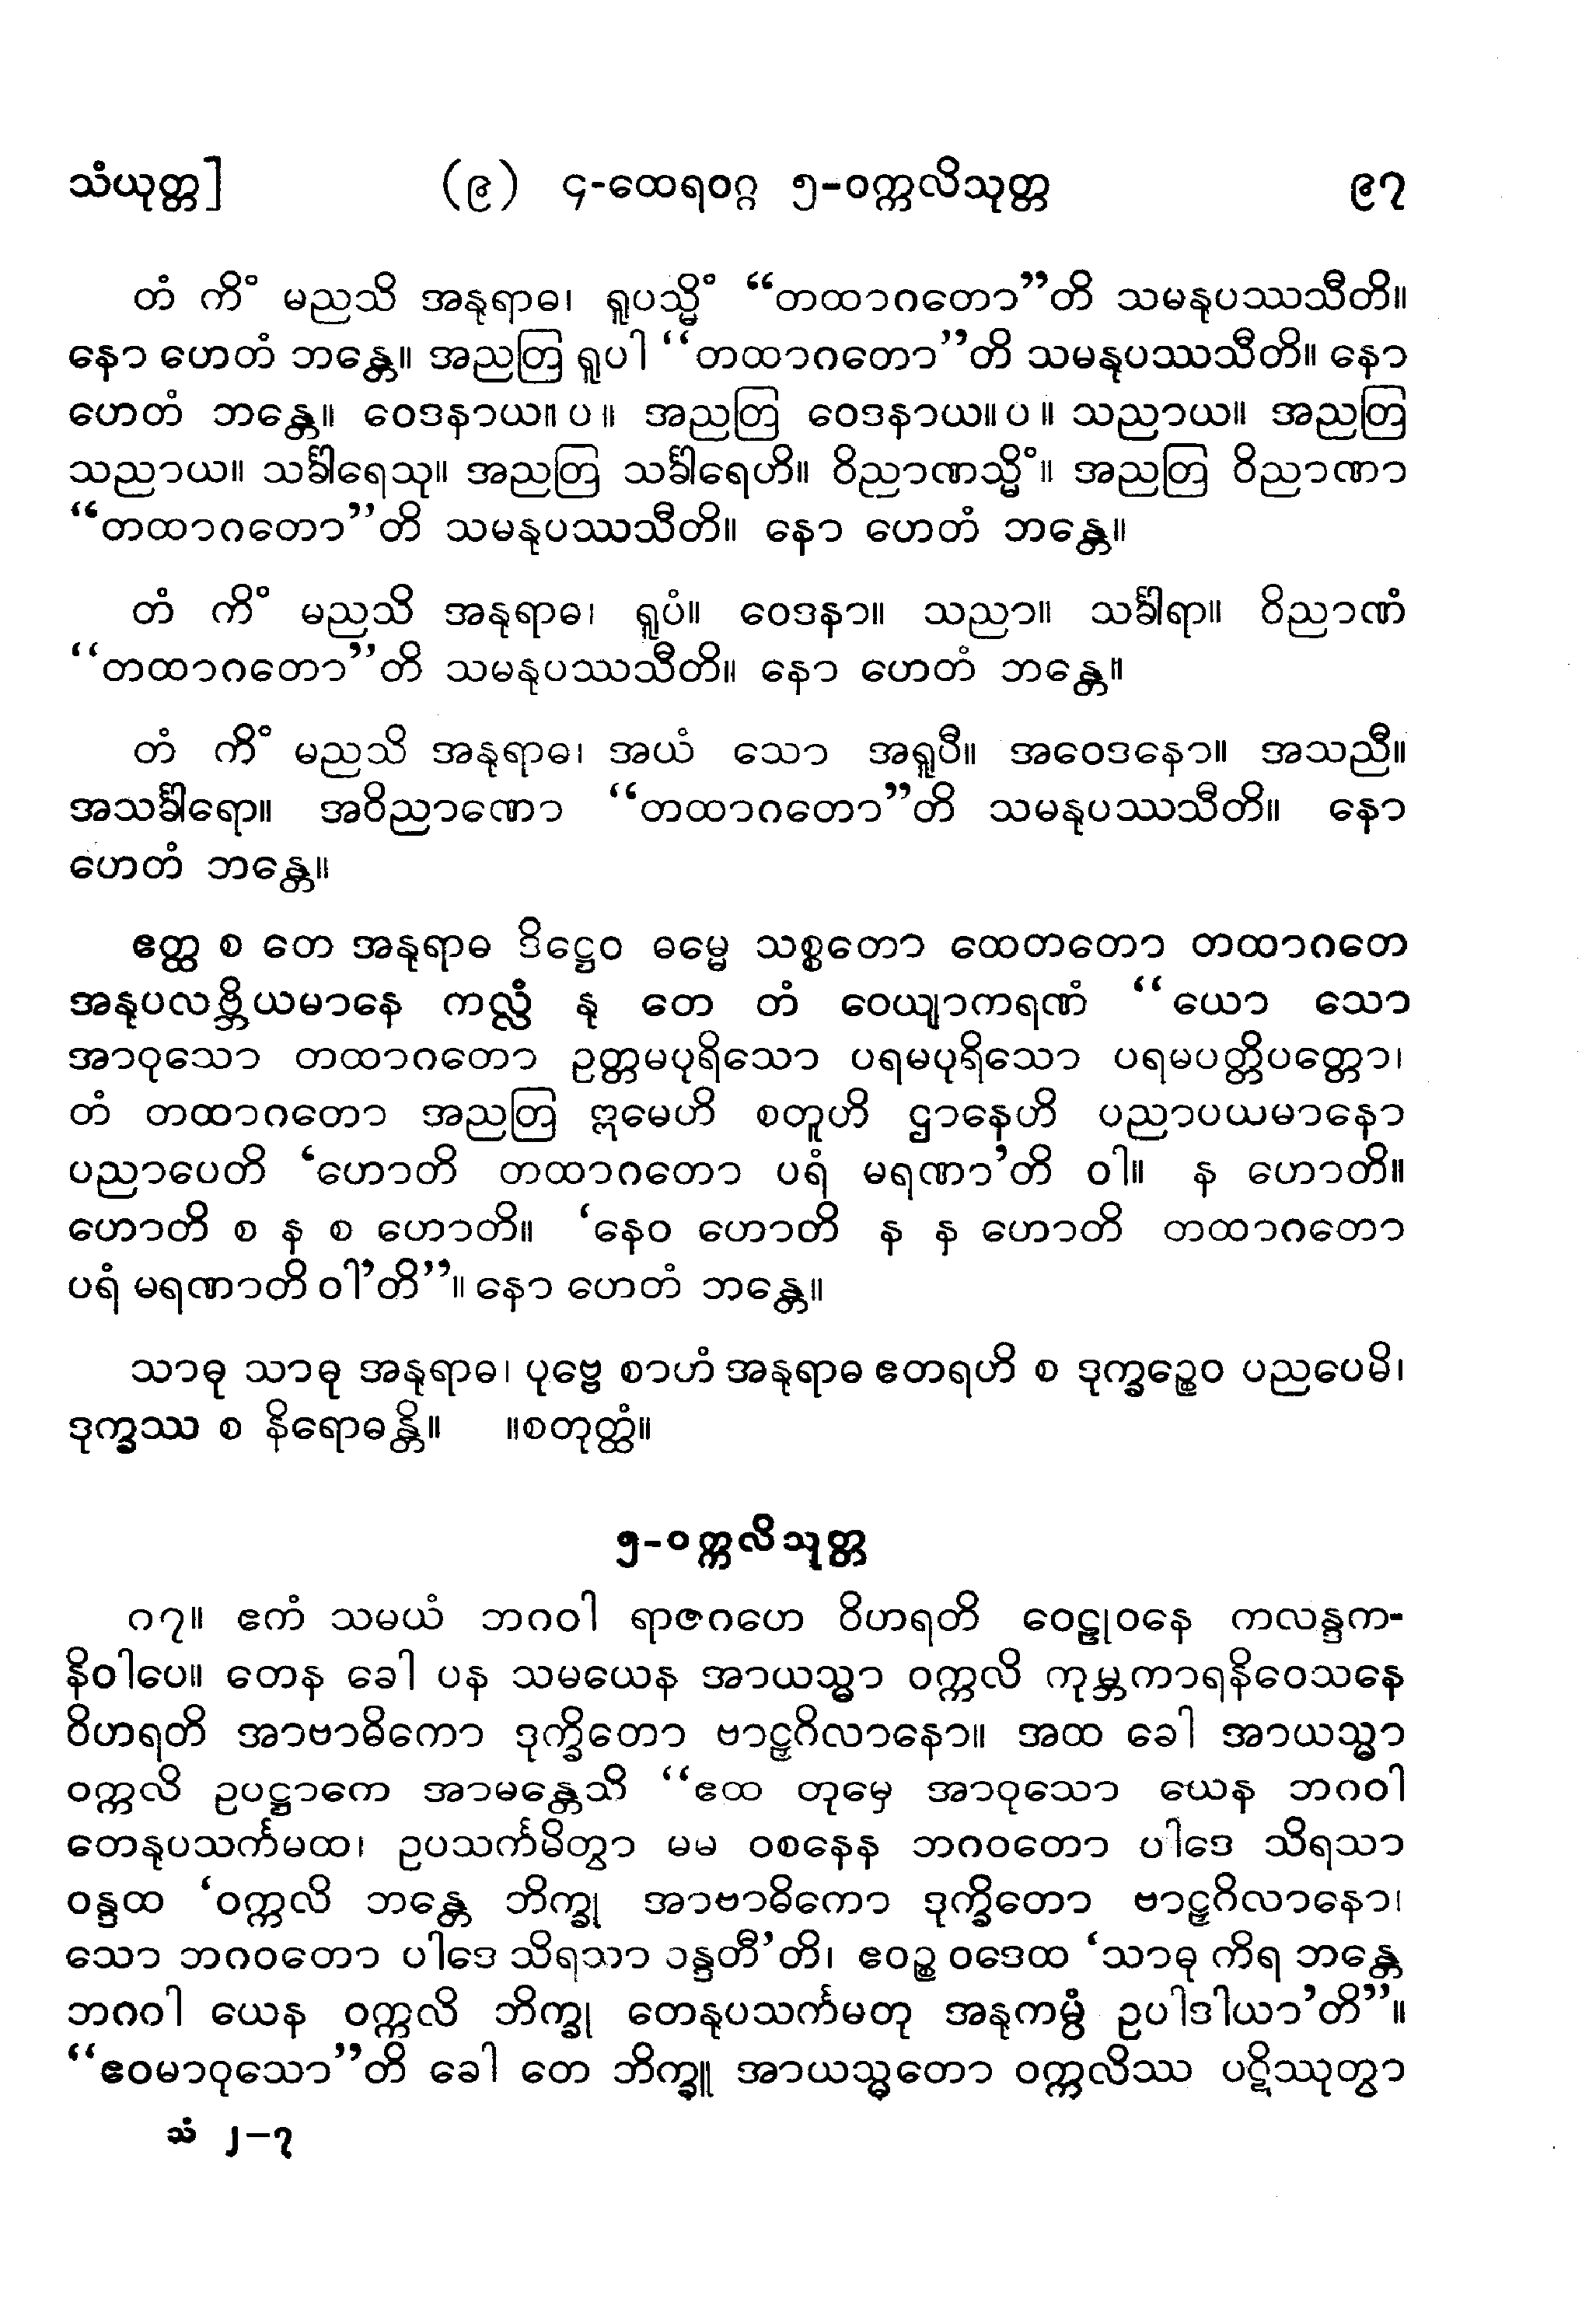 သံယုတ္တ] (၉) ၄-ထေရဝဂ္ဂ ၅-ဝက္ကလိသုတ္တ ၉၇
တံ ကိံ မညသိ အနုရာဓ၊ ရူပသ္မိံ “တထာဂတော”တိ သမနုပဿသီတိ။
နော ဟေတံ ဘန္တေ။ အညတြ ရူပါ “တထာဂတော”တိ သမနုပဿသီတိ။ နော
ဟေတံ ဘန္တေ။ ဝေဒနာယ။ ပ။ အညတြ ဝေဒနာယ။ ပ။ သညာယ။ အညတြ
သညာယ။ သင်္ခါရေသု။ အညတြ သင်္ခါရေဟိ။ ဝိညာဏသ္မိံ။ အညတြ ဝိညာဏာ
“တထာဂတော”တိ သမနုပဿသီတိ။ နော ဟေတံ ဘန္တေ။
တံ ကိံ မညသိ အနုရာဓ၊ ရူပံ။ ဝေဒနာ။ သညာ။ သင်္ခါရာ။ ဝိညာဏံ
“တထာဂတော”တိ သမနုပဿသီတိ။ နော ဟေတံ ဘန္တေ။
တံ ကိံ မညသိ အနုရာဓ၊ အယံ သော အရူပီ။ အဝေဒနော။ အသညီ။
အသင်္ခါရော။ အဝိညာဏော “တထာဂတော”တိ သမနုပဿသီတိ။ နော
ဟေတံ ဘန္တေ။
ဧတ္ထ စ တေ အနုရာဓ ဒိဋ္ဌေဝ ဓမ္မေ သစ္စတော ထေတတော တထာဂတေ
အနုပလဗ္ဘိယမာနေ ကလ္လံ နု တေ တံ ဝေယျာကရဏံ “ယော သော
အာဝုသော တထာဂတော ဥတ္တမပုရိသော ပရမပုရိသော ပရမပတ္တိပတ္တော၊
တံ တထာဂတော အညတြ ဣမေဟိ စတူဟိ ဌာနေဟိ ပညာပယမာနော
ပညာပေတိ ‘ဟောတိ တထာဂတော ပရံ မရဏာ’တိ ဝါ။ န ဟောတိ။
ဟောတိ စ န စ ဟောတိ။ ‘နေဝ ဟောတိ န န ဟောတိ တထာဂတော
ပရံ မရဏာတိ ဝါ’တိ”။ နော ဟေတံ ဘန္တေ။
သာဓု သာဓု အနုရာဓ၊ ပုဗ္ဗေ စာဟံ အနုရာဓ ဧတရဟိ စ ဒုက္ခဉ္စေဝ ပညပေမိ၊
ဒုက္ခဿ စ နိရောဓန္တိ။ ။စတုတ္ထံ။
၅-ဝက္ကလိသုတ္တ
၈၇။ ဧကံ သမယံ ဘဂဝါ ရာဇဂဟေ ဝိဟရတိ ဝေဠုဝနေ ကလန္ဒက-
နိဝါပေ။ တေန ခေါ ပန သမယေန အာယသ္မာ ဝက္ကလိ ကုမ္ဘကာရနိဝေသနေ
ဝိဟရတိ အာဗာဓိကော ဒုက္ခိတော ဗာဠှဂိလာနော။ အထ ခေါ အာယသ္မာ
ဝက္ကလိ ဥပဋ္ဌာကေ အာမန္တေသိ “ဧထ တုမှေ အာဝုသော ယေန ဘဂဝါ
တေနုပသင်္ကမထ၊ ဥပသင်္ကမိတွာ မမ ဝစနေန ဘဂဝတော ပါဒေ သိရသာ
ဝန္ဒထ ‘ဝက္ကလိ ဘန္တေ ဘိက္ခု အာဗာဓိကော ဒုက္ခိတော ဗာဠှဂိလာနော၊
သော ဘဂဝတော ပါဒေ သိရသာ ဝန္ဒတီ’တိ၊ ဧဝဉ္စ ဝဒေထ ‘သာဓု ကိရ ဘန္တေ
ဘဂဝါ ယေန ဝက္ကလိ ဘိက္ခု တေနုပသင်္ကမတု အနုကမ္ပံ ဥပါဒါယာ’တိ”။
“ဧဝမာဝုသော”တိ ခေါ တေ ဘိက္ခူ အာယသ္မတော ဝက္ကလိဿ ပဋိဿုတွာ
သံ ၂–၇